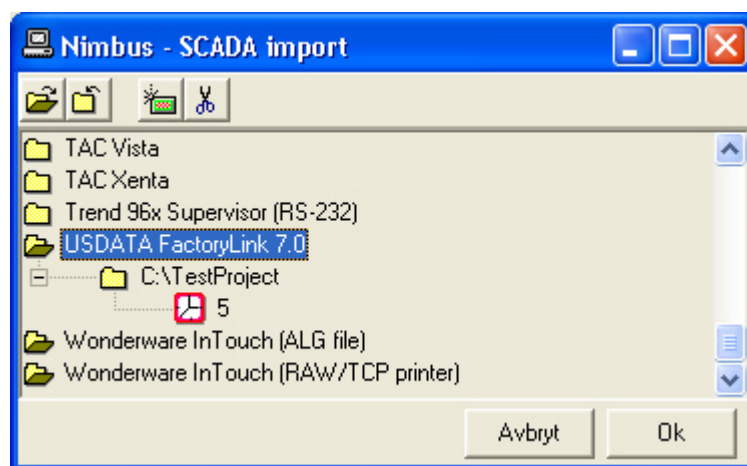 Nimbus - SCADA import
TAC Vista
TAC Xenta
Trend 96x Supervisor (RS-232)
USDATA FactoryLink 7.0
C:\TestProject
5
Wonderware InTouch (ALG file)
Wonderware InTouch (RAW/TCP printer)
Avbryt Ok